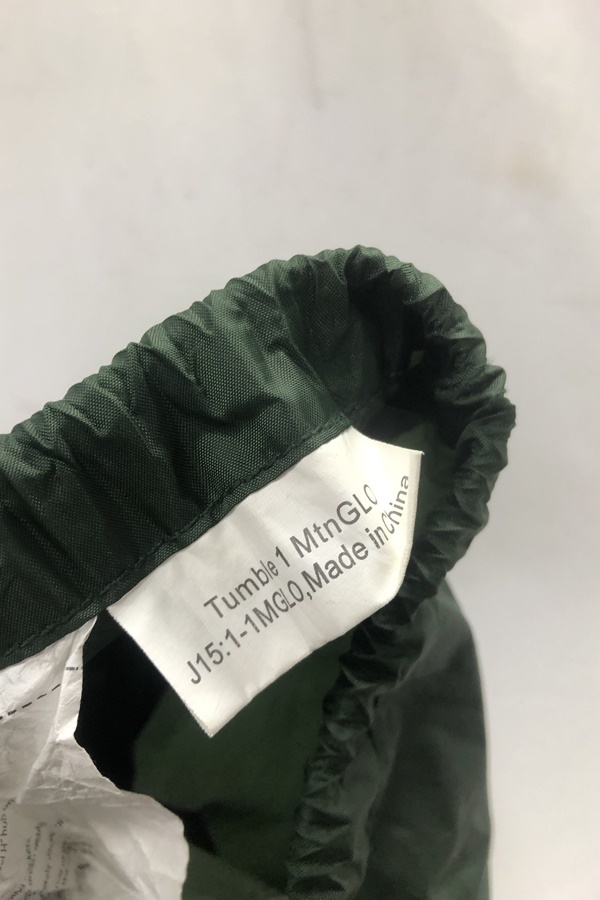 Tumble 1 MtnGLO
J15:1-1MGLO,Made in China